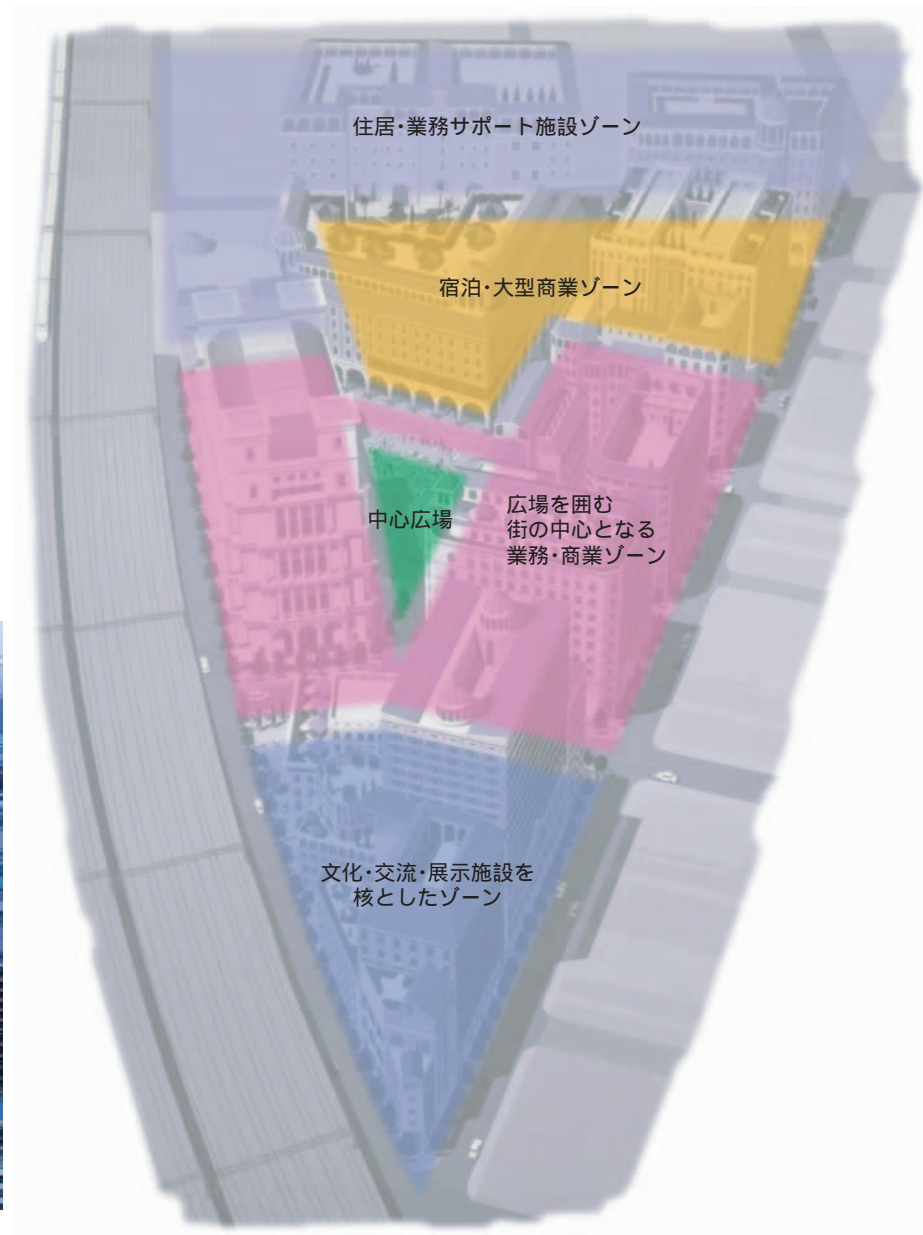 住居・業務サポート施設ゾーン
宿泊・大型商業ゾーン
中心広場
広場を囲む
街の中心となる
業務・商業ゾーン
文化・交流・展示施設を
核としたゾーン